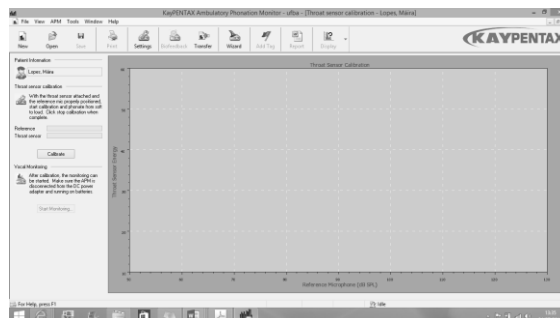 KayPENTAX Ambulatory Phonation Monitor - ufba - [Throat sensor calibration - Lopes, Máira]
File View APM Tools Window Help
New Open Save Print Settings Biofeedback Transfer Wizard Add Tag Report Display
KAYPENTAX
Patient Information
Lopes, Máira
Throat sensor calibration
With the throat sensor attached and
the reference mic properly positioned,
start calibration and phonate from soft
to loud. Click stop calibration when
complete.
Reference
Throat sensor
Calibrate
Vocal Monitoring
After calibration, the monitoring can
be started. Make sure the APM is
disconnected from the DC power
adapter and running on batteries.
Start Monitoring...
Throat Sensor Calibration
Throat Sensor Energy
Reference Microphone [dB SPL]
For Help, press F1
Idle